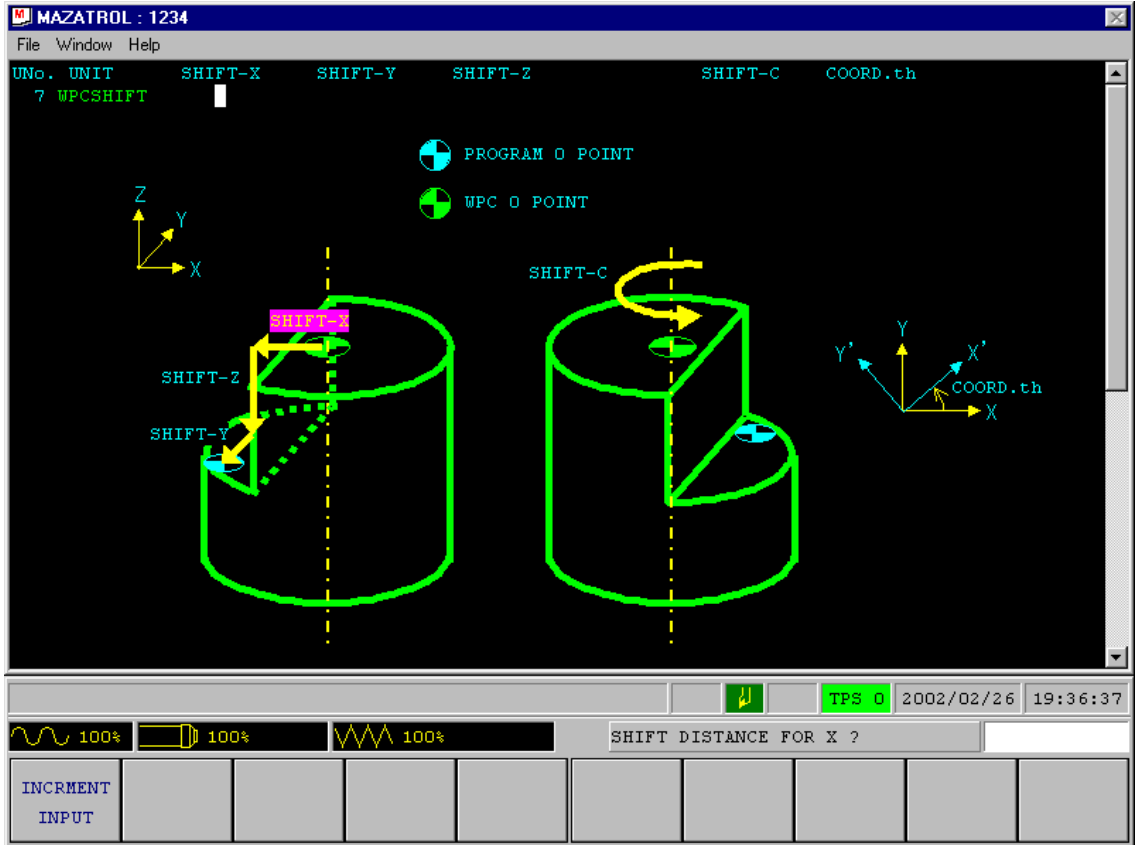 MAZATROL : 1234
File Window Help
UNo. UNIT SHIFT-X SHIFT-Y SHIFT-Z SHIFT-C COORD.th
7 WPCSHIFT
PROGRAM 0 POINT
WPC 0 POINT
Z
Y
X
SHIFT-C
SHIFT-X
SHIFT-Z
SHIFT-Y
Y
Y' X'
COORD.th
X
TPS 0 2002/02/26 19:36:37
100% 100% 100% SHIFT DISTANCE FOR X ?
INCRMENT
INPUT